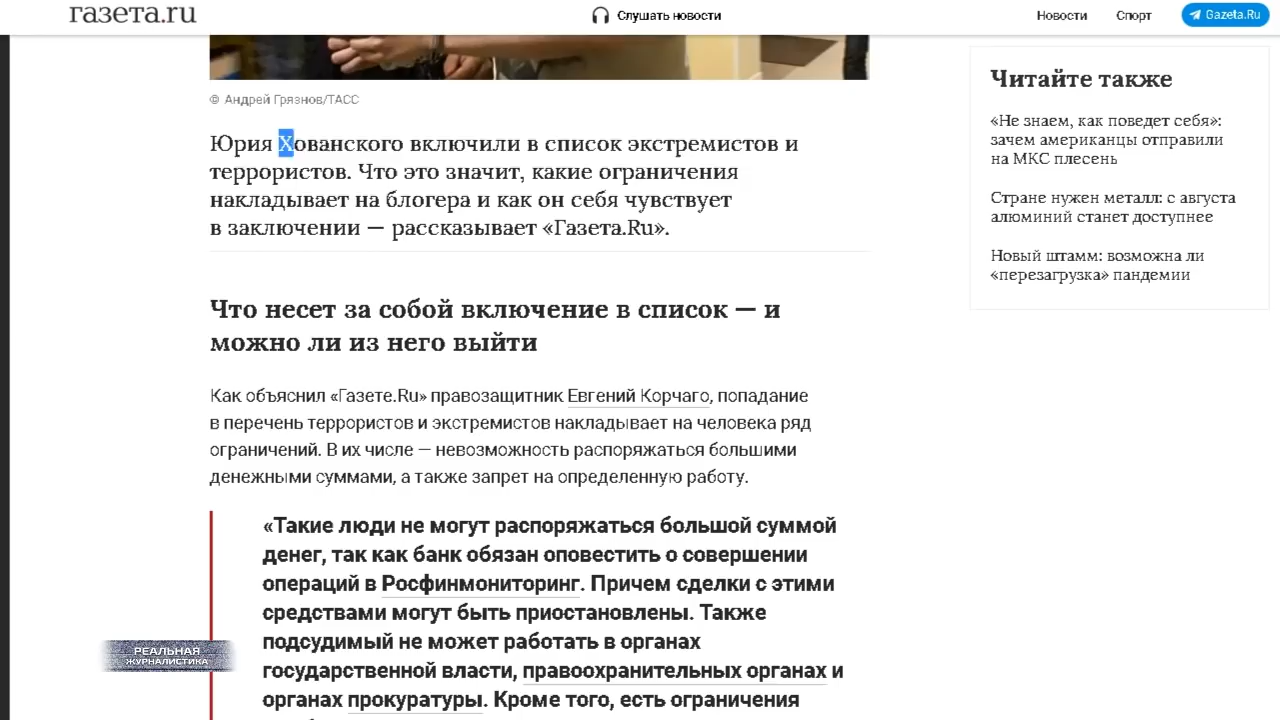 газета.ru
Слушать новости
Новости
Спорт
Gazeta.Ru
© Андрей Грязнов/ТАСС
Юрия Хованского включили в список экстремистов и
террористов. Что это значит, какие ограничения
накладывает на блогера и как он себя чувствует
в заключении — рассказывает «Газета.Ru».
Что несет за собой включение в список — и
можно ли из него выйти
Как объяснил «Газете.Ru» правозащитник Евгений Корчаго, попадание
в перечень террористов и экстремистов накладывает на человека ряд
ограничений. В их числе — невозможность распоряжаться большими
денежными суммами, а также запрет на определенную работу.
«Такие люди не могут распоряжаться большой суммой
денег, так как банк обязан оповестить о совершении
операций в Росфинмониторинг. Причем сделки с этими
средствами могут быть приостановлены. Также
подсудимый не может работать в органах
государственной власти, правоохранительных органах и
органах прокуратуры. Кроме того, есть ограничения
Читайте также
«Не знаем, как поведет себя»:
зачем американцы отправили
на МКС плесень
Стране нужен металл: с августа
алюминий станет доступнее
Новый штамм: возможна ли
«перезагрузка» пандемии
РЕАЛЬНАЯ
ЖУРНАЛИСТИКА